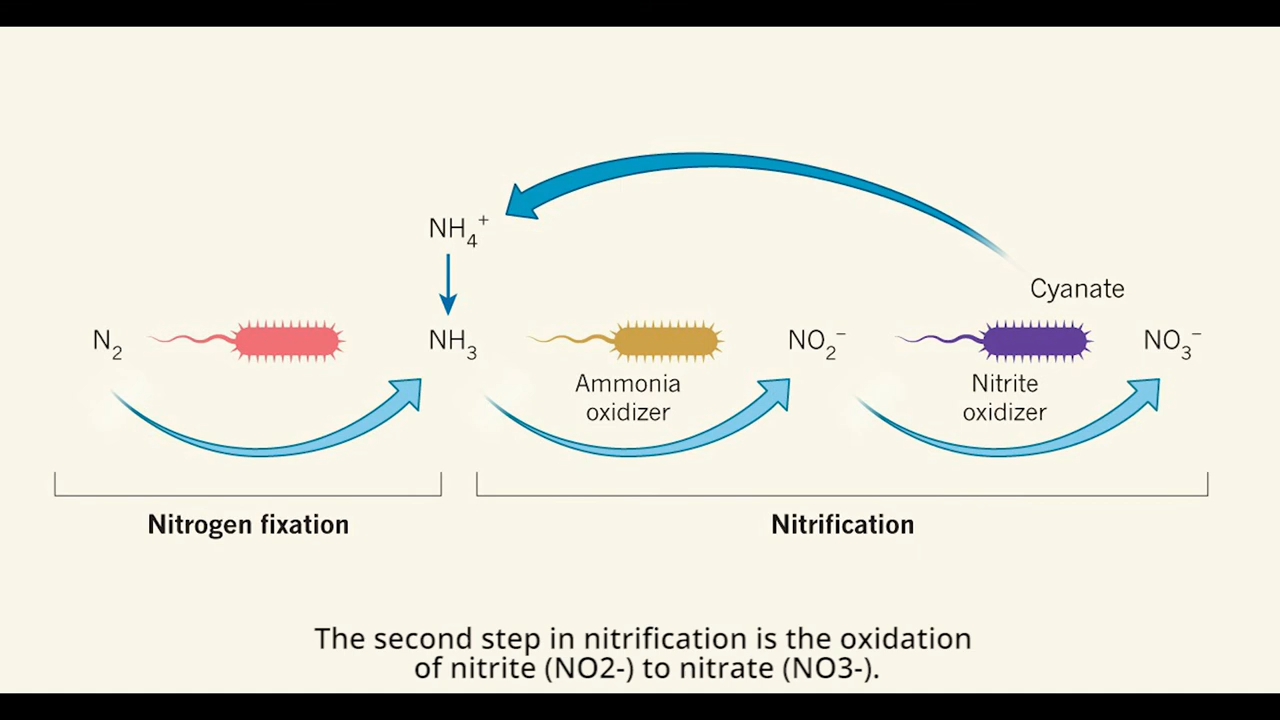 NH₄⁺
Cyanate
N₂
NH₃
NO₂⁻
NO₃⁻
Ammonia
oxidizer
Nitrite
oxidizer
Nitrogen fixation
Nitrification
The second step in nitrification is the oxidation
of nitrite (NO2-) to nitrate (NO3-).